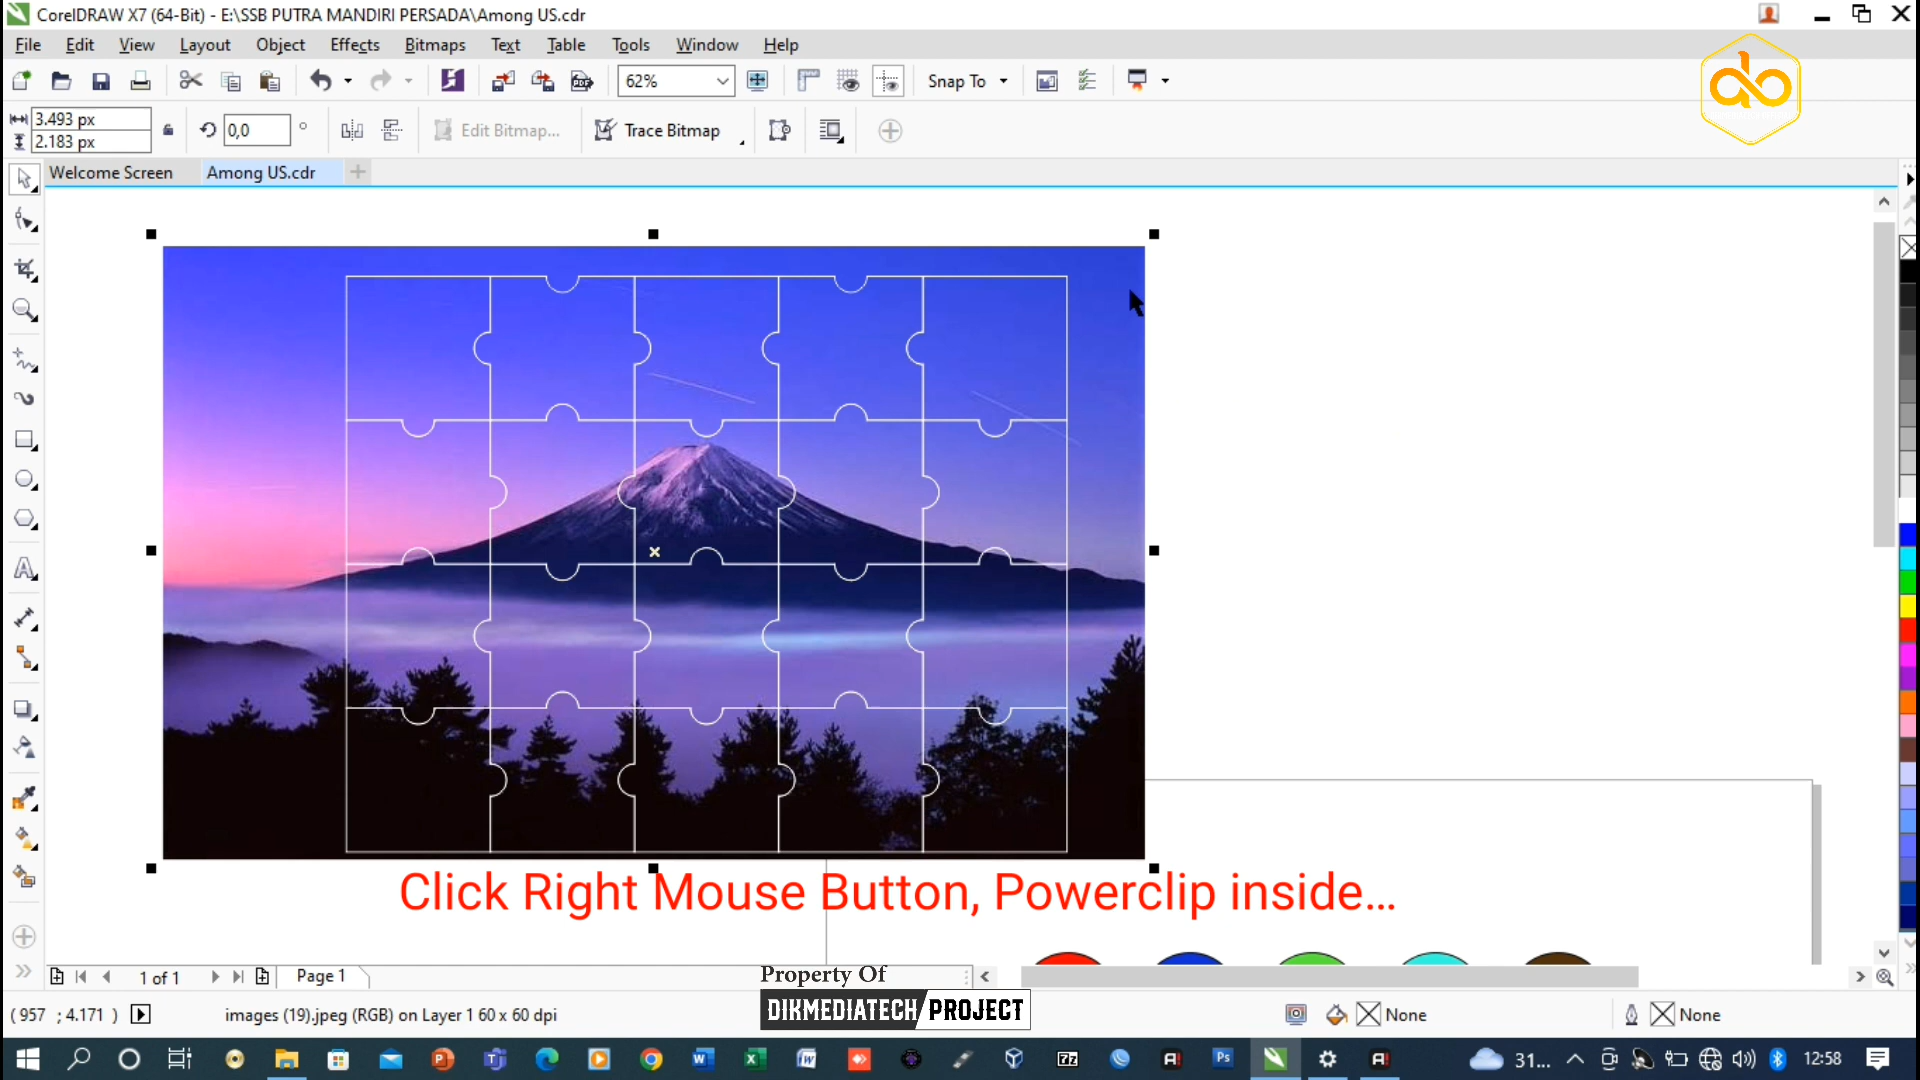 CorelDRAW X7 (64-Bit) - E:\SSB PUTRA MANDIRI PERSADA\Among US.cdr
File Edit View Layout Object Effects Bitmaps Text Table Tools Window Help
62% Snap To
3.493 px
2.183 px
0,0 ° Edit Bitmap... Trace Bitmap
Welcome Screen Among US.cdr
Click Right Mouse Button, Powerclip inside...
1 of 1 Page 1
Property Of
DIKMEDIATECH/PROJECT
( 957 ; 4.171 ) images (19).jpeg (RGB) on Layer 1 60 x 60 dpi None None
31... 12:58